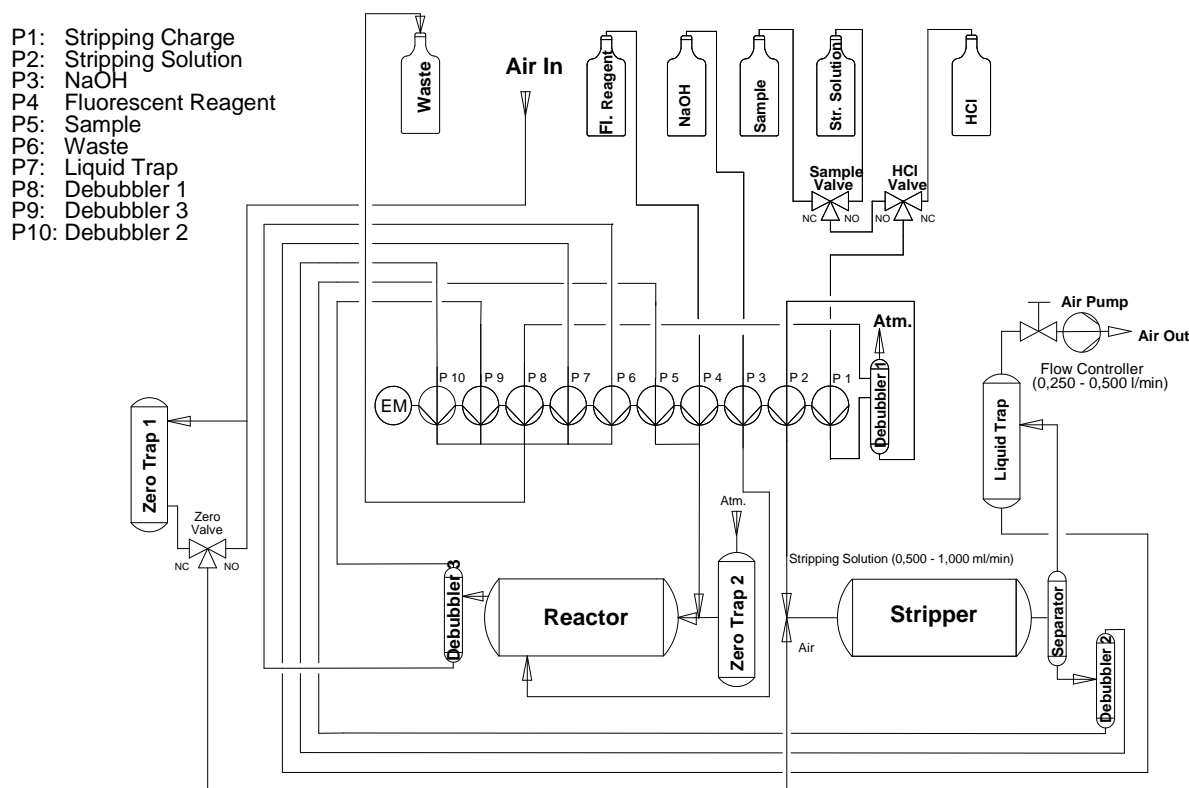 P1: Stripping Charge
P2: Stripping Solution
P3: NaOH
P4 Fluorescent Reagent
P5: Sample
P6: Waste
P7: Liquid Trap
P8: Debubbler 1
P9: Debubbler 3
P10: Debubbler 2
Waste
Air In
Fl. Reagent
NaOH
Sample
Str. Solution
HCl
Sample
Valve
HCl
Valve
NC
NO
NO
NC
Atm.
Air Pump
Air Out
Flow Controller
(0,250 - 0,500 l/min)
EM
P 10
P 9
P 8
P 7
P 6
P 5
P 4
P 3
P 2
P 1
Debubbler 1
Liquid Trap
Zero Trap 1
Zero
Valve
NC
NO
Atm.
Stripping Solution (0,500 - 1,000 ml/min)
Debubbler 3
Reactor
Zero Trap 2
Air
Stripper
Separator
Debubbler 2